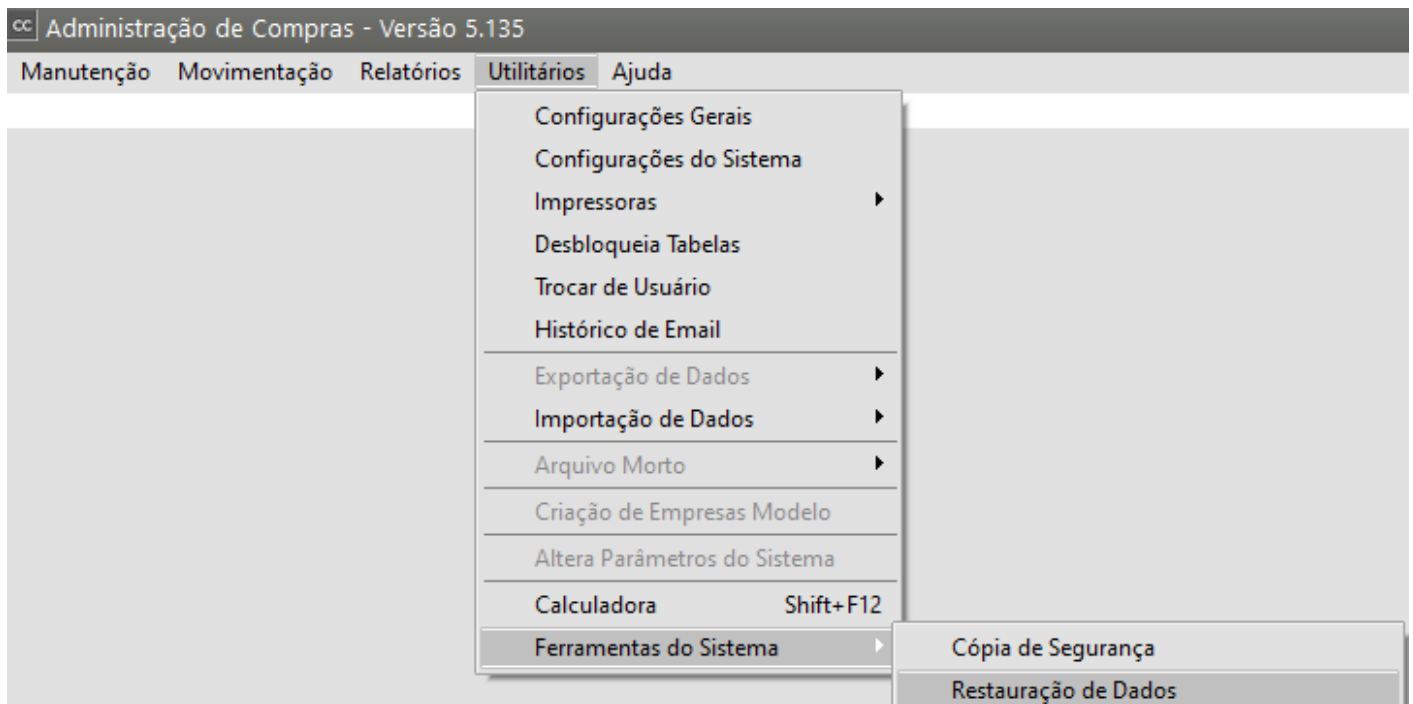 cc Administração de Compras - Versão 5.135
Manutenção Movimentação Relatórios Utilitários Ajuda
Configurações Gerais
Configurações do Sistema
Impressoras
Desbloqueia Tabelas
Trocar de Usuário
Histórico de Email
Exportação de Dados
Importação de Dados
Arquivo Morto
Criação de Empresas Modelo
Altera Parâmetros do Sistema
Calculadora Shift+F12
Ferramentas do Sistema Cópia de Segurança
Restauração de Dados